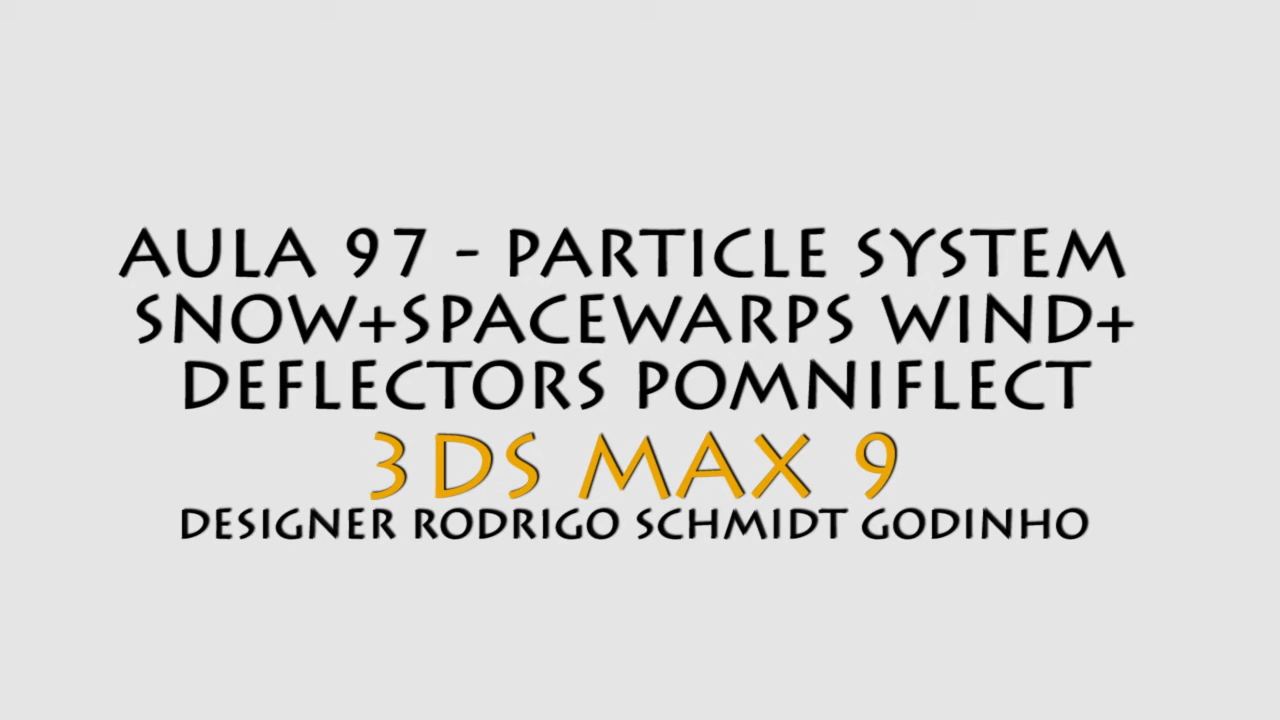 AULA 97 - PARTICLE SYSTEM
SNOW+SPACEWARPS WIND+
DEFLECTORS POMNIFLECT
3DS MAX 9
DESIGNER RODRIGO SCHMIDT GODINHO